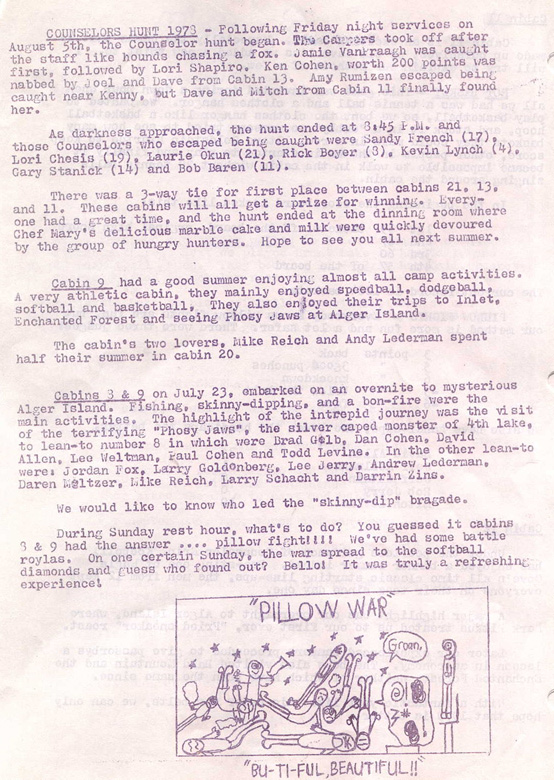 COUNSELORS HUNT 1978 - Following Friday night services on
August 5th, the Counselor hunt began. The Campers took off after
the staff like hounds chasing a fox. Jamie VanPraagh was caught
first, followed by Lori Shapiro. Ken Cohen, worth 200 points was
nabbed by Joel and Dave from Cabin 13. Amy Rumizen escaped being
caught near Kenny, but Dave and Mitch from Cabin 11 finally found
her.
As darkness approached, the hunt ended at 8:45 P.M. and
those Counselors who escaped being caught were Sandy French (17),
Lori Chesis (19), Laurie Okun (21), Rick Boyer (8), Kevin Lynch (4),
Gary Stanick (14) and Bob Baren (11).
There was a 3-way tie for first place between cabins 21, 13,
and 11. These cabins will all get a prize for winning. Every-
one had a great time, and the hunt ended at the dinning room where
Chef Mary's delicious marble cake and milk were quickly devoured
by the group of hungry hunters. Hope to see you all next summer.
Cabin 9 had a good summer enjoying almost all camp activities.
A very athletic cabin, they mainly enjoyed speedball, dodgeball,
softball and basketball. They also enjoyed their trips to Inlet,
Enchanted Forest and seeing Phosy Jaws at Alger Island.
The cabin's two lovers, Mike Reich and Andy Lederman spent
half their summer in cabin 20.
Cabins 8 & 9 on July 23, embarked on an overnite to mysterious
Alger Island. Fishing, skinny-dipping, and a bon-fire were the
main activities. The highlight of the intrepid journey was the visit
of the terrifying "Phosy Jaws", the silver caped monster of 4th lake,
to lean-to number 8 in which were Brad Golb, Dan Cohen, David
Allen, Lee Weltman, Paul Cohen and Todd Levine. In the other lean-to
were: Jordan Fox, Larry Goldonberg, Lee Jerry, Andrew Lederman,
Daren Meltzer, Mike Reich, Larry Schacht and Darrin Zins.
We would like to know who led the "skinny-dip" bragade.
During Sunday rest hour, what's to do? You guessed it cabins
8 & 9 had the answer .... pillow fight!!!! We've had some battle
roylas. On one certain Sunday, the war spread to the softball
diamonds and guess who found out? Bello! It was truly a refreshing
experience!
"PILLOW WAR"
Groan,
"BU-TI-FUL, BEAUTIFUL!!"